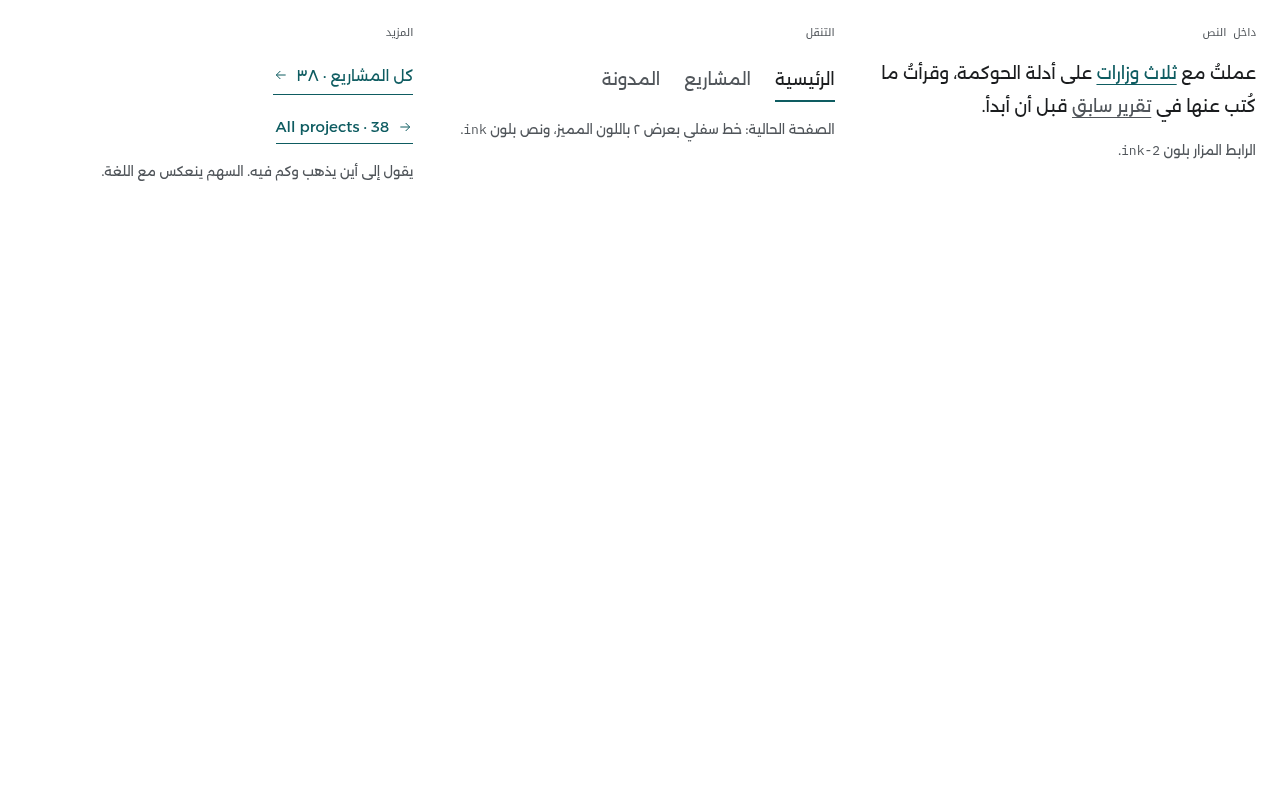 داخل النص
عملتُ مع ثلاث وزارات على أدلة الحوكمة، وقرأتُ ما
كُتب عنها في تقرير سابق قبل أن أبدأ.
الرابط المزار بلون ink-2.
التنقل
الرئيسية المشاريع المدونة
الصفحة الحالية: خط سفلي بعرض ٢ باللون المميز، ونص بلون ink.
المزيد
كل المشاريع · ٣٨ ←
All projects · 38 →
يقول إلى أين يذهب وكم فيه. السهم ينعكس مع اللغة.